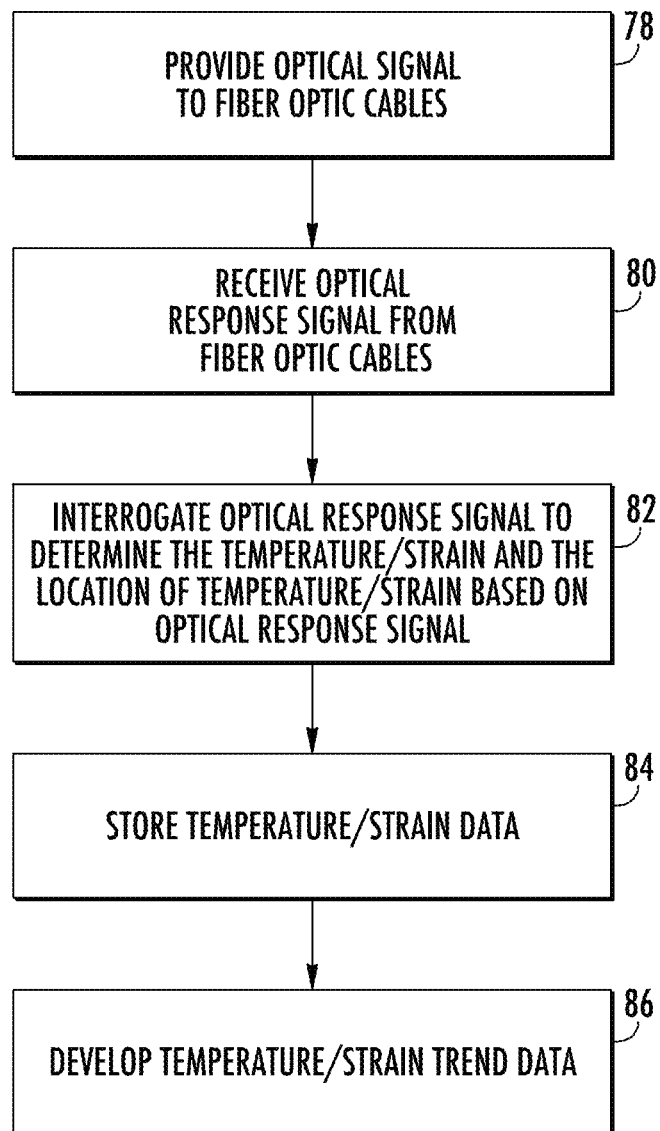 78
PROVIDE OPTICAL SIGNAL
TO FIBER OPTIC CABLES
80
RECEIVE OPTICAL
RESPONSE SIGNAL FROM
FIBER OPTIC CABLES
82
INTERROGATE OPTICAL RESPONSE SIGNAL TO
DETERMINE THE TEMPERATURE/STRAIN AND THE
LOCATION OF TEMPERATURE/STRAIN BASED ON
OPTICAL RESPONSE SIGNAL
84
STORE TEMPERATURE/STRAIN DATA
86
DEVELOP TEMPERATURE/STRAIN TREND DATA